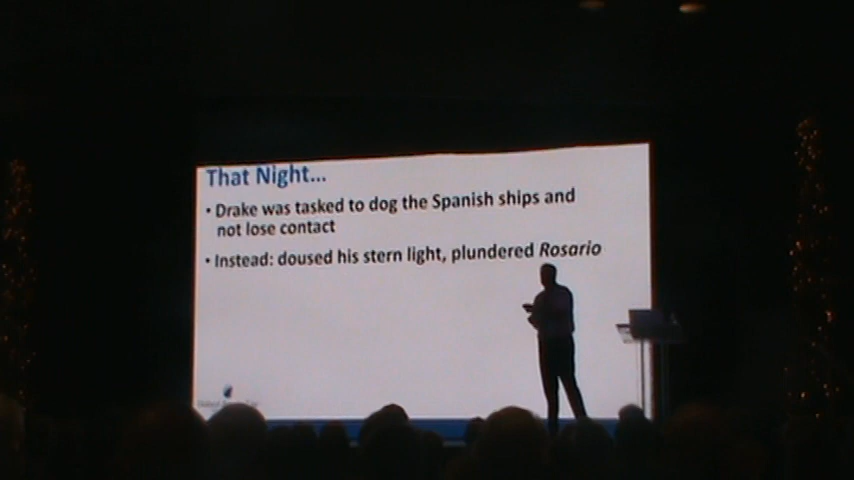 That Night...
• Drake was tasked to dog the Spanish ships and
not lose contact
• Instead: doused his stern light, plundered Rosario